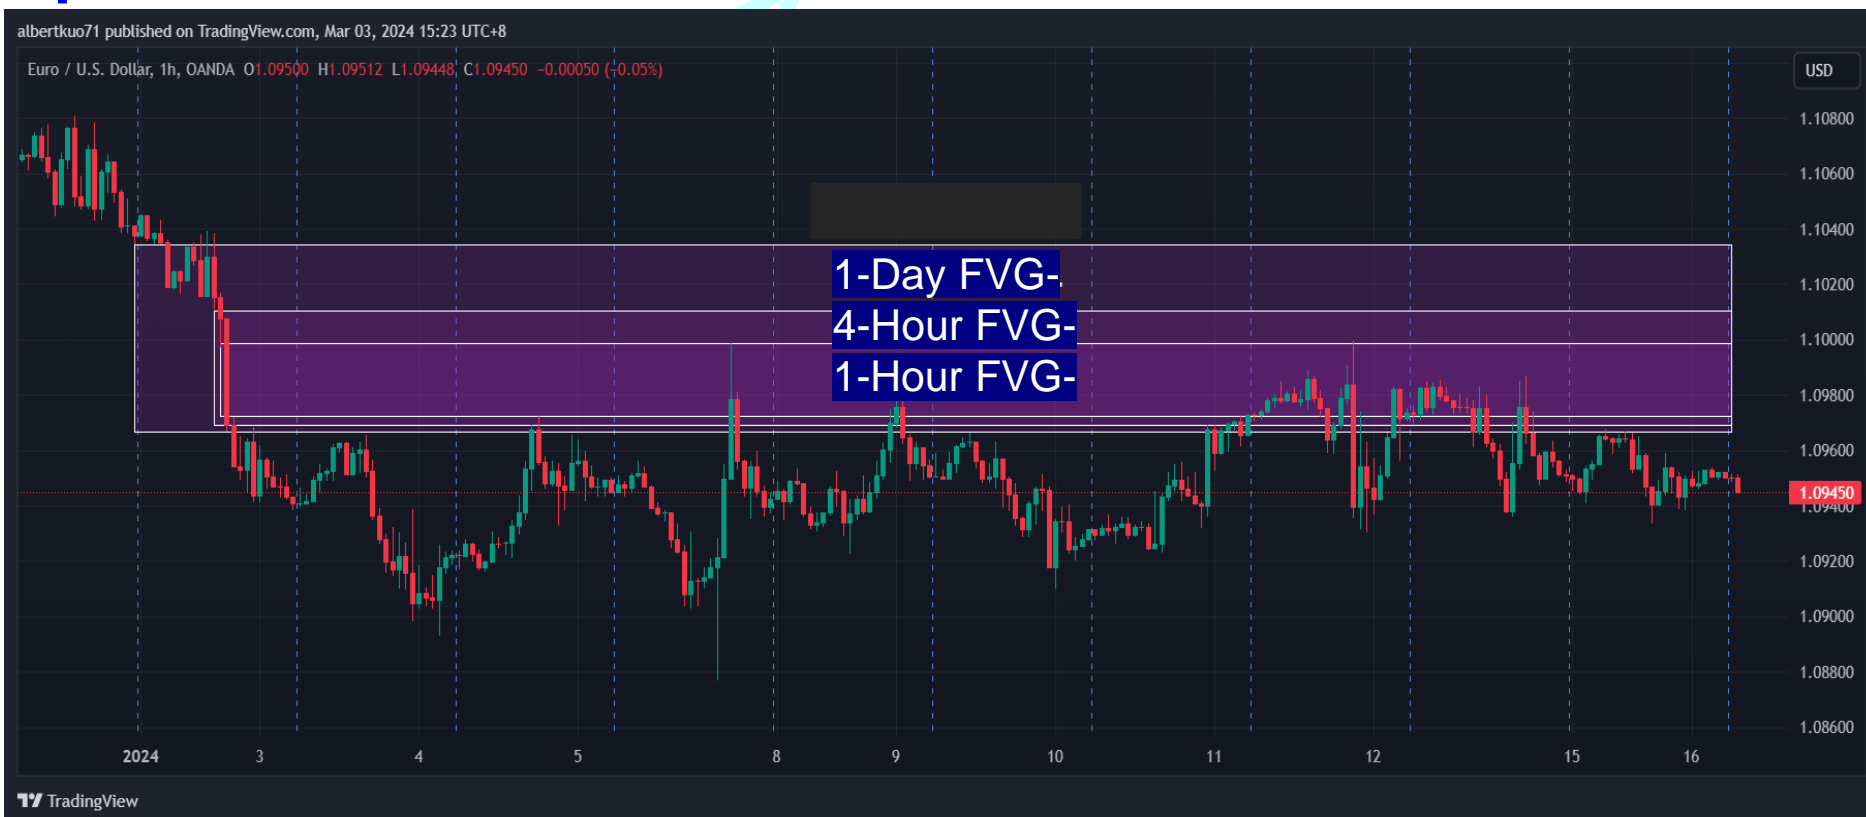 albertkuo71 published on TradingView.com, Mar 03, 2024 15:23 UTC+8
Euro / U.S. Dollar, 1h, OANDA O1.09500 H1.09512 L1.09448 C1.09450 −0.00050 (−0.05%)
USD
1.10800
1.10600
1.10400
1-Day FVG-
1.10200
4-Hour FVG-
1.10000
1-Hour FVG-
1.09800
1.09600
1.09450
1.09400
1.09200
1.09000
1.08800
1.08600
2024 3 4 5 8 9 10 11 12 15 16
TradingView